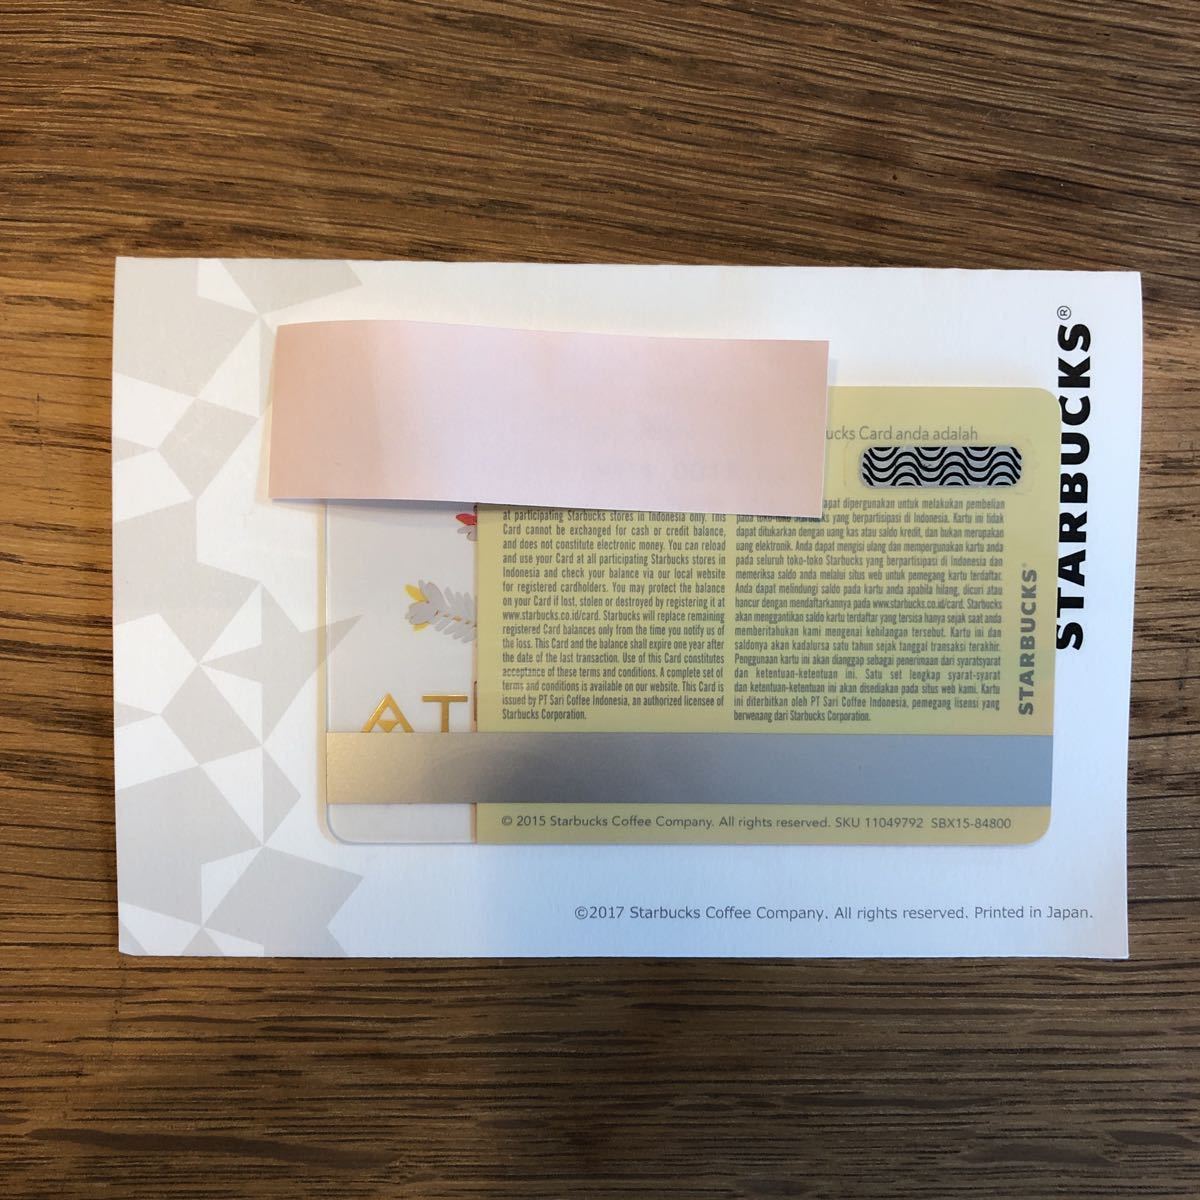 STARBUCKS®
ucks Card anda adalah
at participating Starbucks stores in Indonesia only. This
Card cannot be exchanged for cash or credit balance,
and does not constitute electronic money. You can reload
and use your Card at all participating Starbucks stores in
Indonesia and check your balance via our local website
for registered cardholders. You may protect the balance
on your Card if lost, stolen or destroyed by registering it at
www.starbucks.co.id/card. Starbucks will replace remaining
registered Card balances only from the time you notify us of
the loss. This Card and the balance shall expire one year after
the date of the last transaction. Use of this Card constitutes
acceptance of these terms and conditions. A complete set of
terms and conditions is available on our website. This Card is
issued by PT Sari Coffee Indonesia, an authorized licensee of
Starbucks Corporation.
apat dipergunakan untuk melakukan pembelian
pada toko-toko Starbucks yang berpartisipasi di Indonesia. Kartu ini tidak
dapat ditukarkan dengan uang kas atau saldo kredit, dan bukan merupakan
uang elektronik. Anda dapat mengisi ulang dan mempergunakan kartu anda
pada seluruh toko-toko Starbucks yang berpartisipasi di Indonesia dan
memeriksa saldo anda melalui situs web untuk pemegang kartu terdaftar.
Anda dapat melindungi saldo pada kartu anda apabila hilang, dicuri atau
hancur dengan mendaftarkannya pada www.starbucks.co.id/card. Starbucks
akan menggantikan saldo kartu terdaftar yang tersisa hanya sejak saat anda
memberitahukan kami mengenai kehilangan tersebut. Kartu ini dan
saldonya akan kadalursa satu tahun sejak tanggal transaksi terakhir.
Penggunaan kartu ini akan dianggap sebagai penerimaan dari syaratsyarat
dan ketentuan-ketentuan ini. Satu set lengkap syarat-syarat
dan ketentuan-ketentuan ini akan disediakan pada situs web kami. Kartu
ini diterbitkan oleh PT Sari Coffee Indonesia, pemegang lisensi yang
berwenang dari Starbucks Corporation.
STARBUCKS®
AT
© 2015 Starbucks Coffee Company. All rights reserved. SKU 11049792 SBX15-84800
©2017 Starbucks Coffee Company. All rights reserved. Printed in Japan.